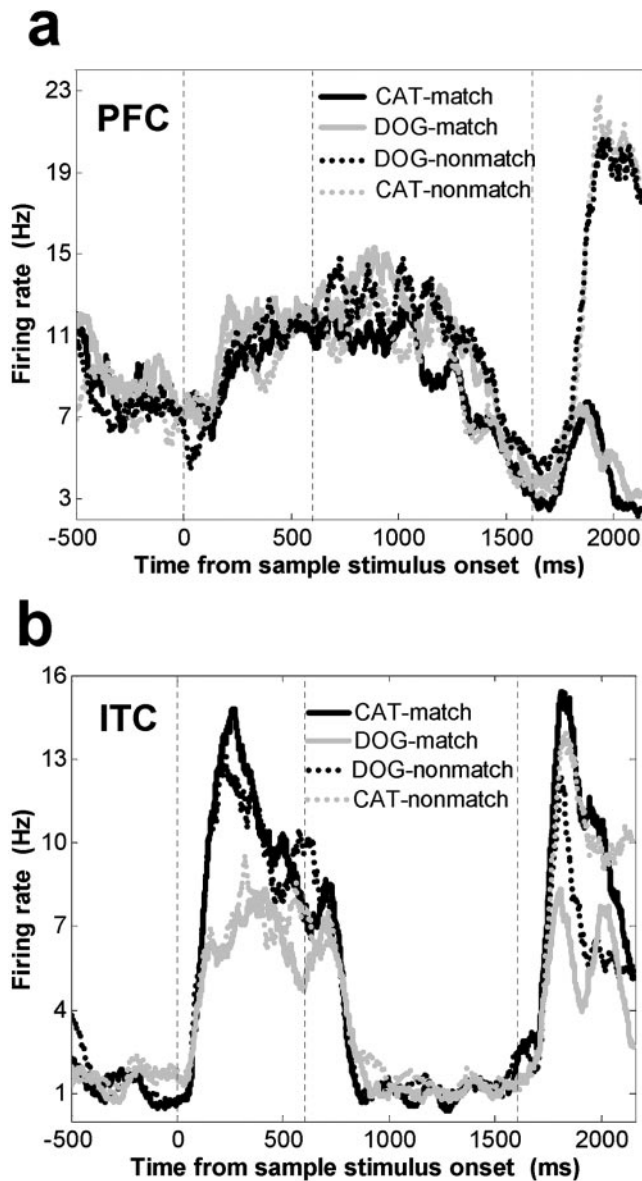 a
PFC
CAT-match
DOG-match
DOG-nonmatch
CAT-nonmatch
Firing rate (Hz)
23
19
15
11
7
3
-500 0 500 1000 1500 2000
Time from sample stimulus onset (ms)
b
ITC
CAT-match
DOG-match
DOG-nonmatch
CAT-nonmatch
Firing rate (Hz)
16
13
10
7
4
1
-500 0 500 1000 1500 2000
Time from sample stimulus onset (ms)